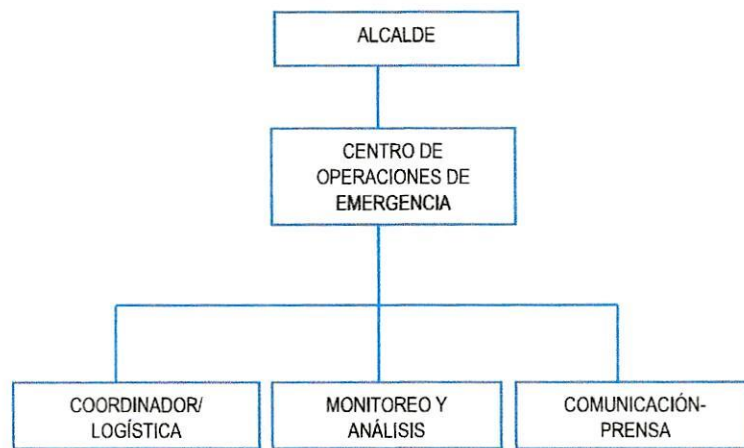 ALCALDE
CENTRO DE
OPERACIONES DE
EMERGENCIA
COORDINADOR/
LOGÍSTICA
MONITOREO Y
ANÁLISIS
COMUNICACIÓN-
PRENSA